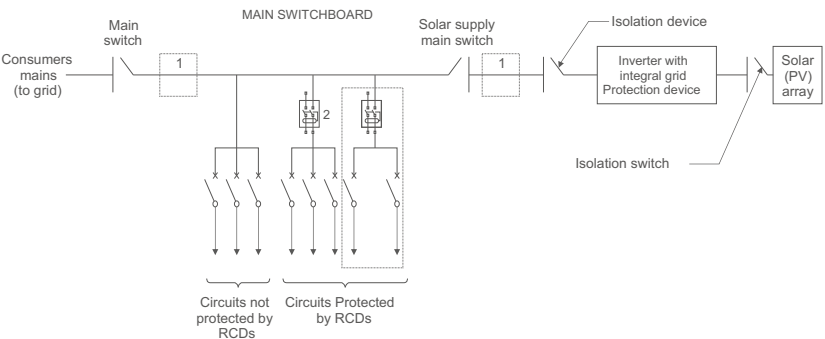 MAIN SWITCHBOARD
Main
switch
Solar supply
main switch
Isolation device
Consumers
mains
(to grid)
1
1
Inverter with
integral grid
Protection device
Solar
(PV)
array
2
Isolation switch
Circuits not
protected by
RCDs
Circuits Protected
by RCDs